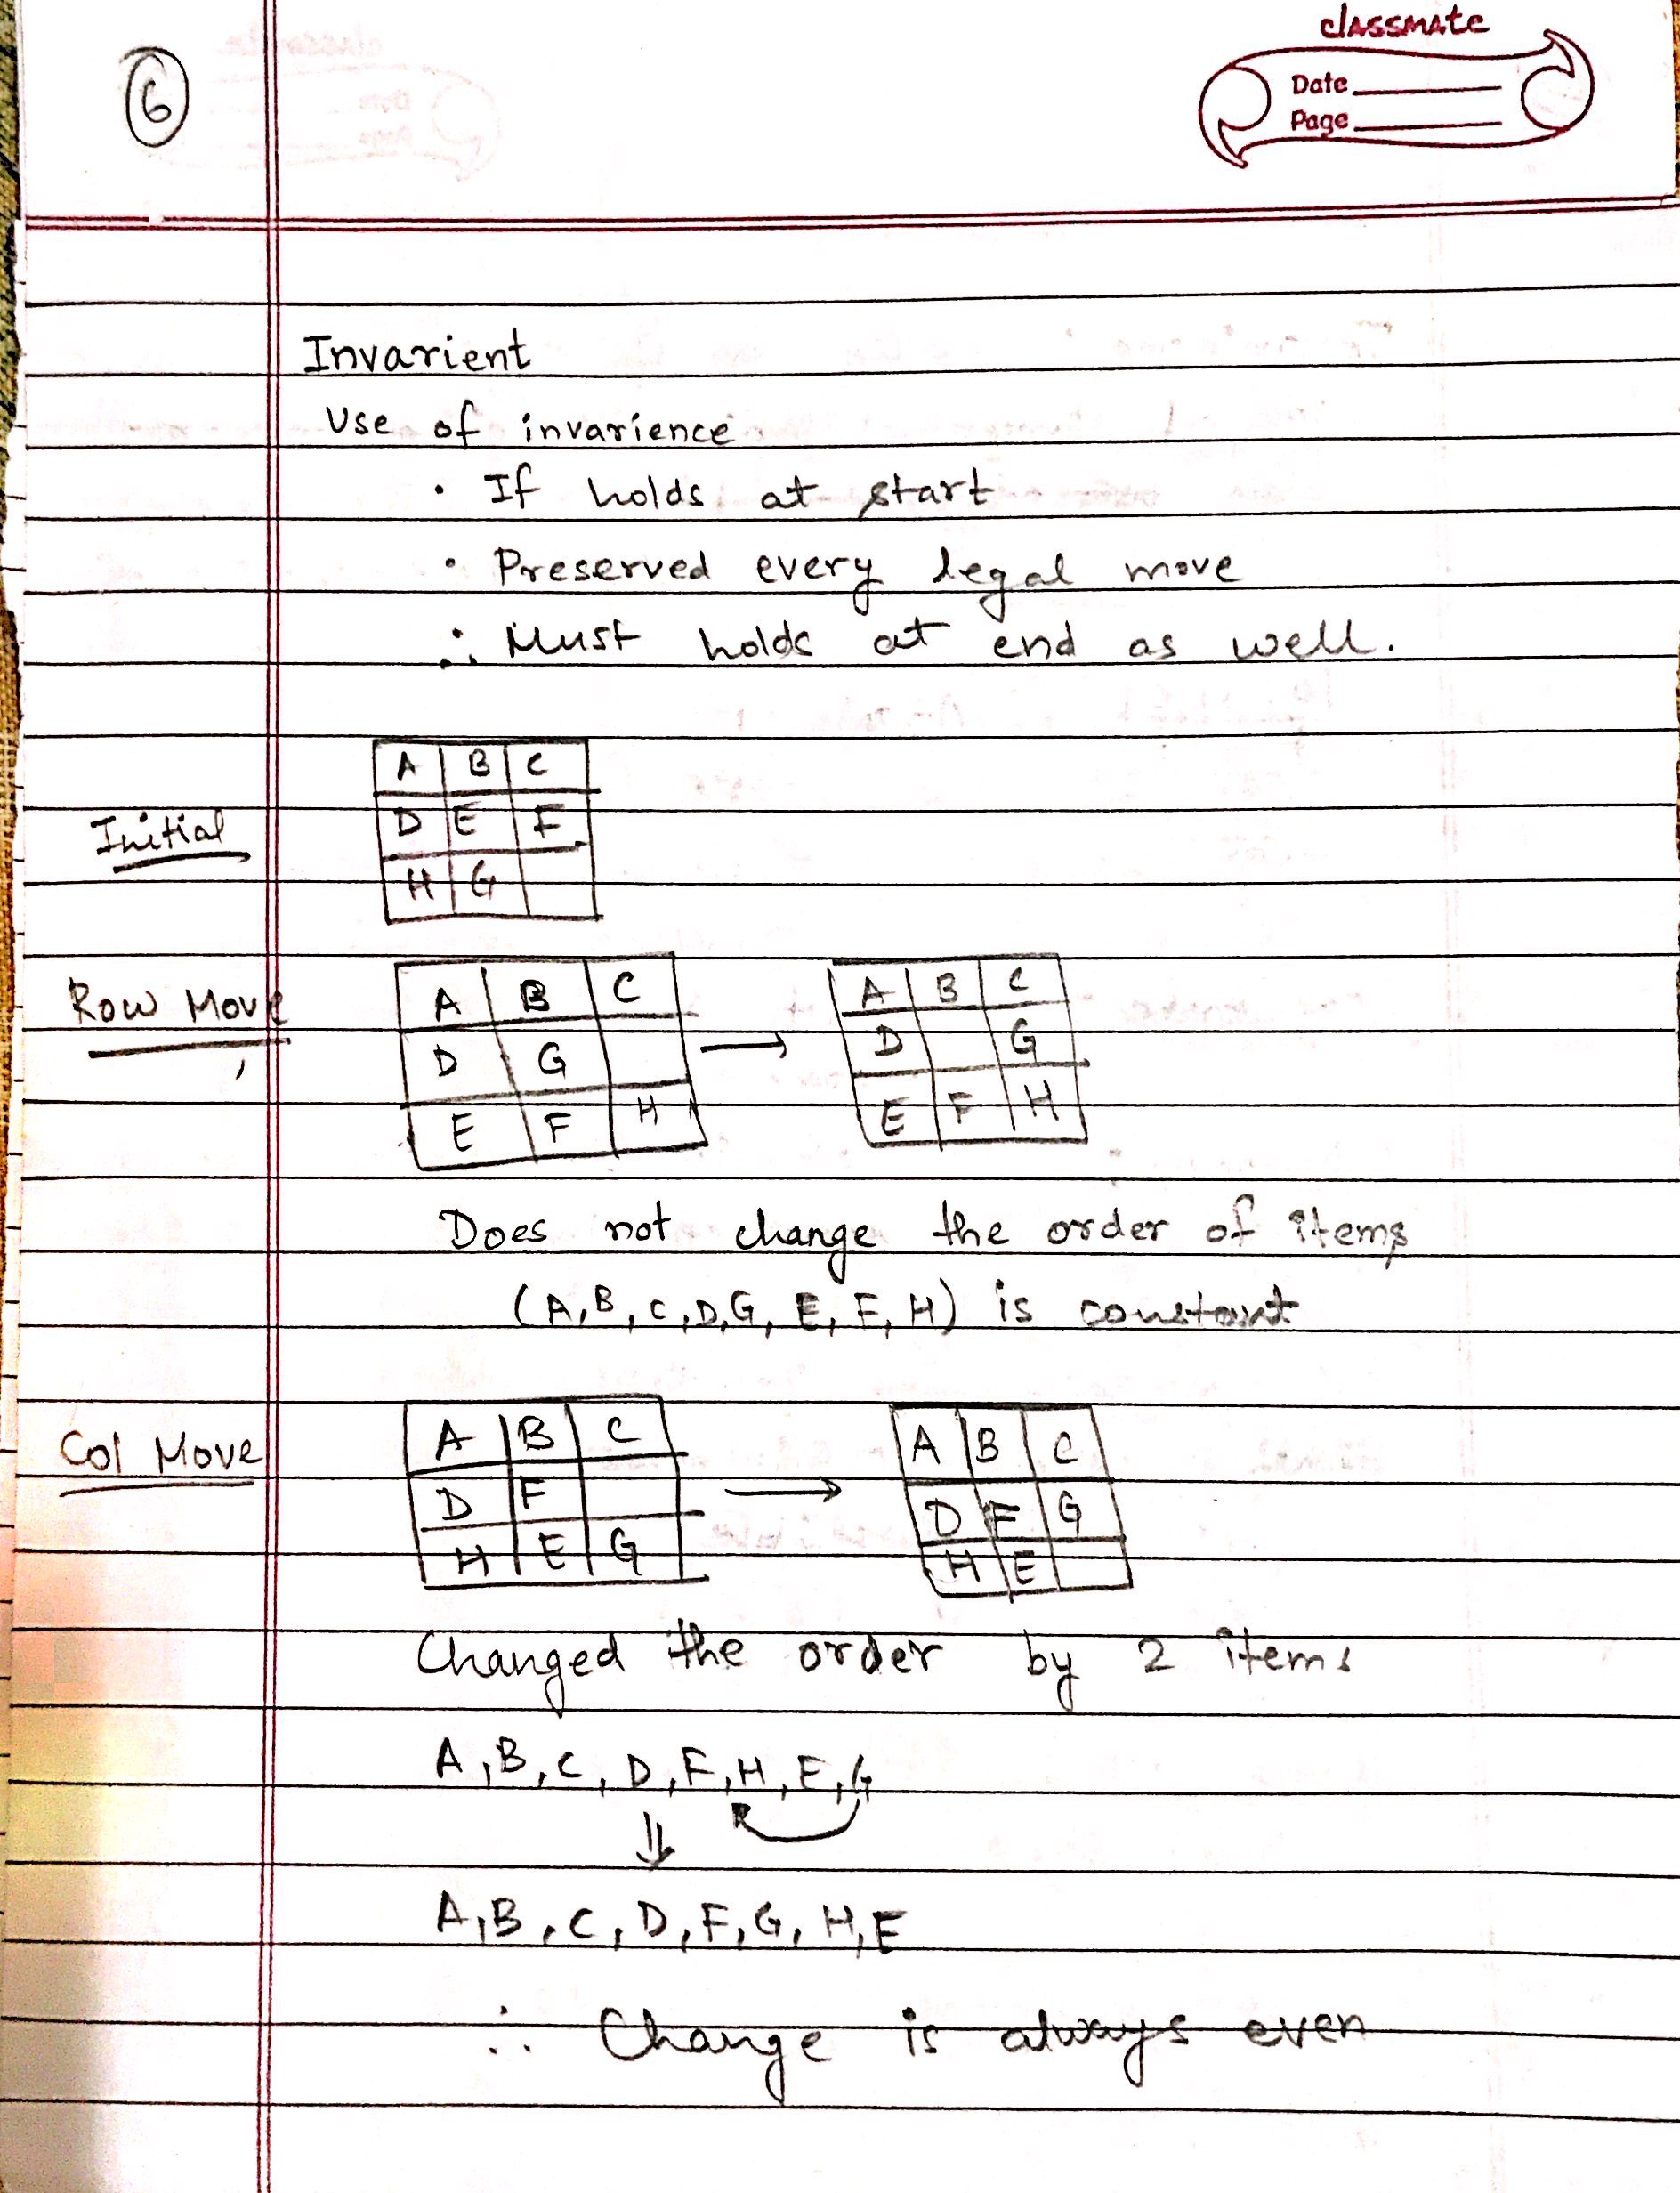 6
classmate
Date
Page
Invarient
Use of invarience
• If holds at start
• Preserved every legal move
∴ Must holds at end as well.
A B C
Initial
D E F
H G
Row Move
A B C
D G
E F H
→
A B C
D G
E F H
Does not change the order of items
(A, B, C, D, G, E, F, H) is constant
Col Move
A B C
D F
H E G
→
A B C
D F G
H E
Changed the order by 2 items
A, B, C, D, F, H, E, G
⇓
A, B, C, D, F, G, H, E
∴ Change is always even